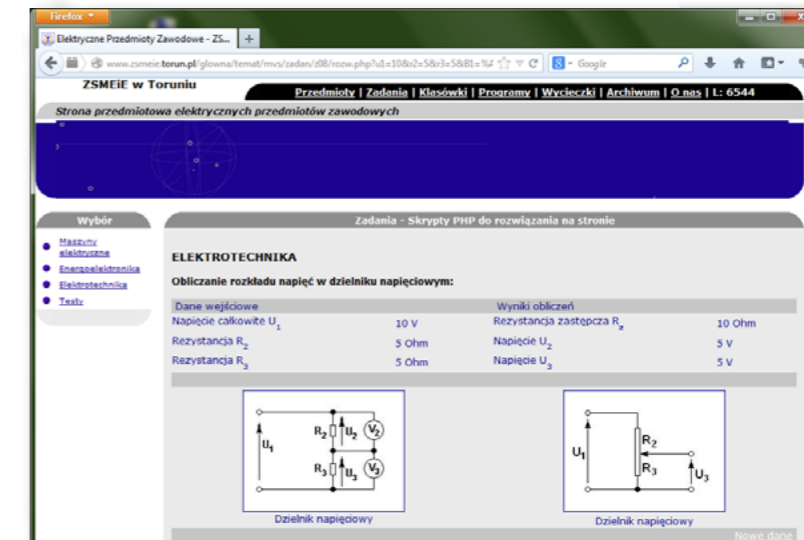 Firefox
Elektryczne Przedmioty Zawodowe - ZS...
www.zsmeie.torun.pl/glowna/temat/mvs/zadan/z08/rozw.php?u1=10&r2=5&r3=5&B1=%
Google
ZSMEiE w Toruniu
Przedmioty | Zadania | Klasówki | Programy | Wycieczki | Archiwum | O nas | L: 6544
Strona przedmiotowa elektrycznych przedmiotów zawodowych
Wybór
Maszyny elektryczne
Energoelektronika
Elektrotechnika
Testy
Zadania - Skrypty PHP do rozwiązania na stronie
ELEKTROTECHNIKA
Obliczanie rozkładu napięć w dzielniku napięciowym:
Dane wejściowe Wyniki obliczeń
Napięcie całkowite U1 10 V Rezystancja zastępcza Rz 10 Ohm
Rezystancja R2 5 Ohm Napięcie U2 5 V
Rezystancja R3 5 Ohm Napięcie U3 5 V
U1 R2 U2 V2
R3 U3 V3
Dzielnik napięciowy
U1 R2
R3 U3
Dzielnik napięciowy
Nowe dane